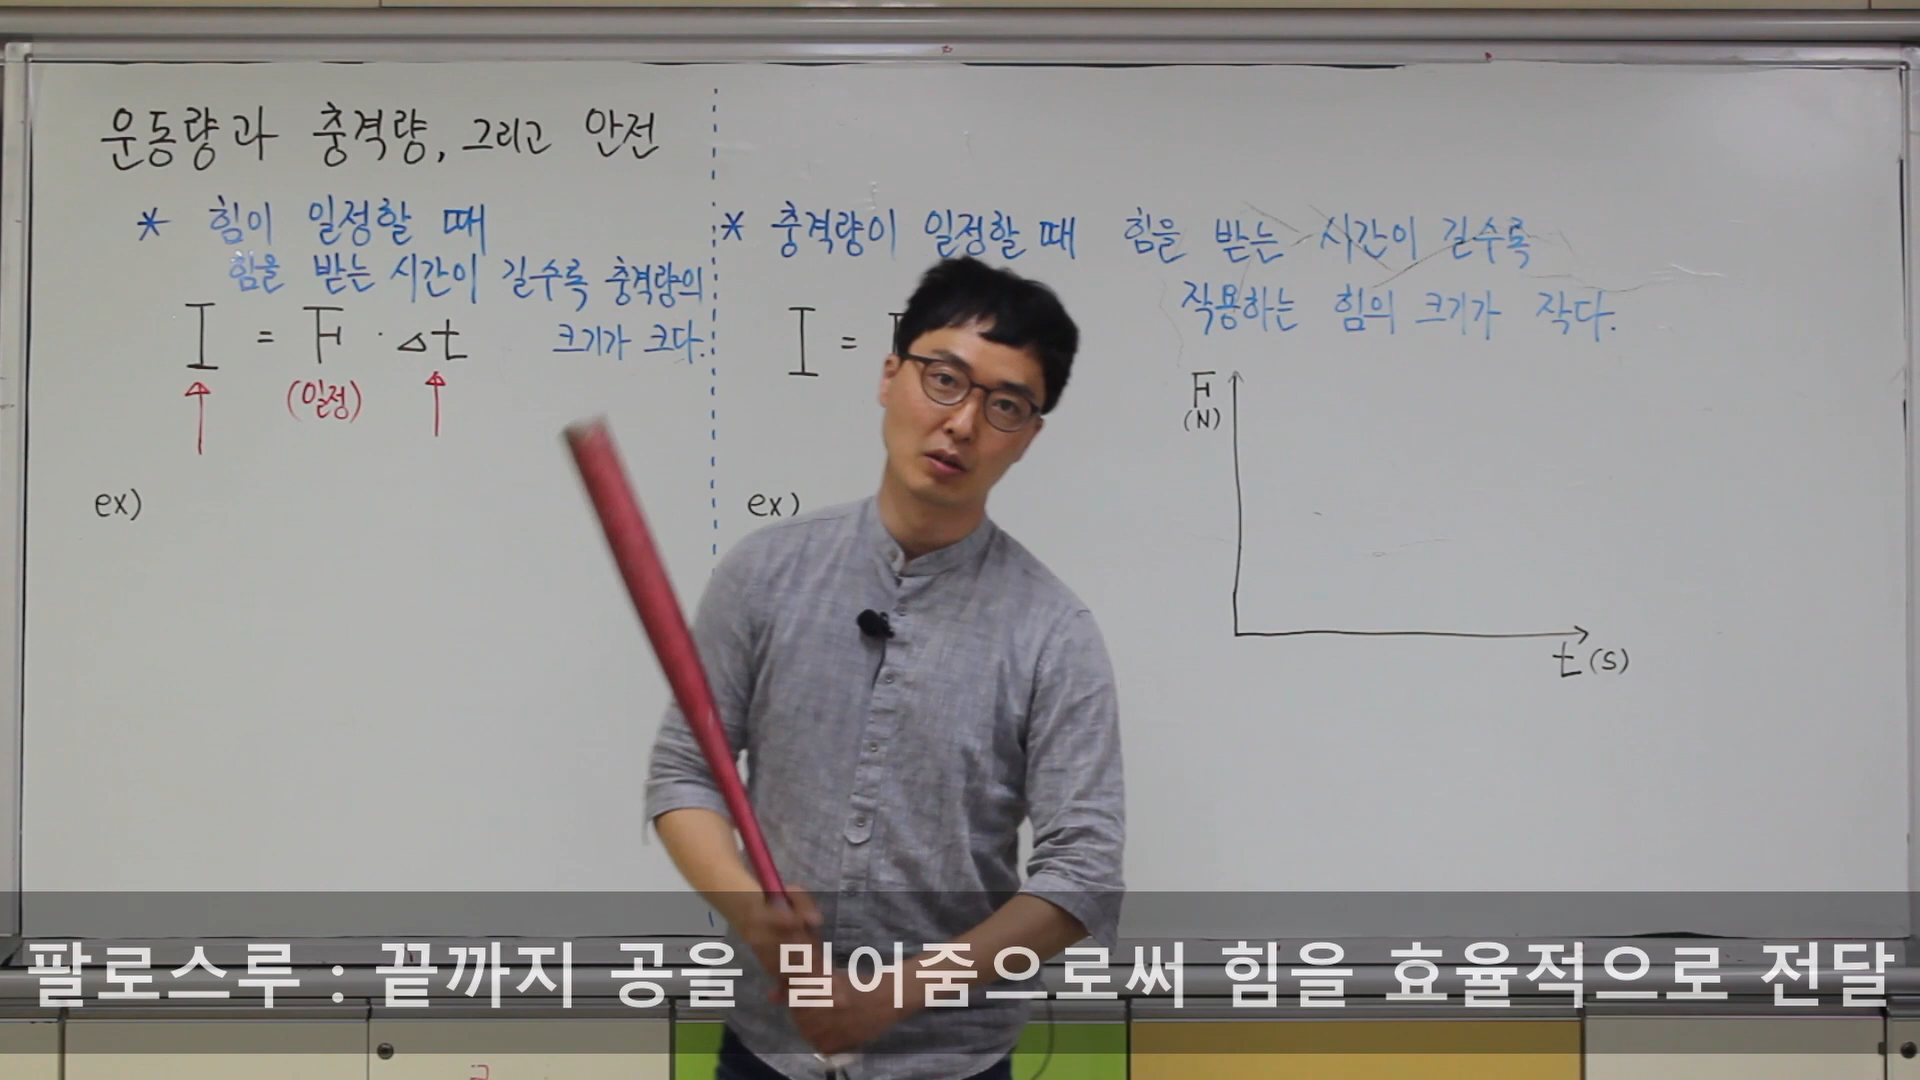 운동량과 충격량, 그리고 안전
* 힘이 일정할 때
힘을 받는 시간이 길수록 충격량의
크기가 크다.
I = F · Δt
(일정)
ex)
* 충격량이 일정할 때 힘을 받는 시간이 길수록
작용하는 힘의 크기가 작다.
I =
ex)
F
(N)
t (s)
팔로스루 : 끝까지 공을 밀어줌으로써 힘을 효율적으로 전달